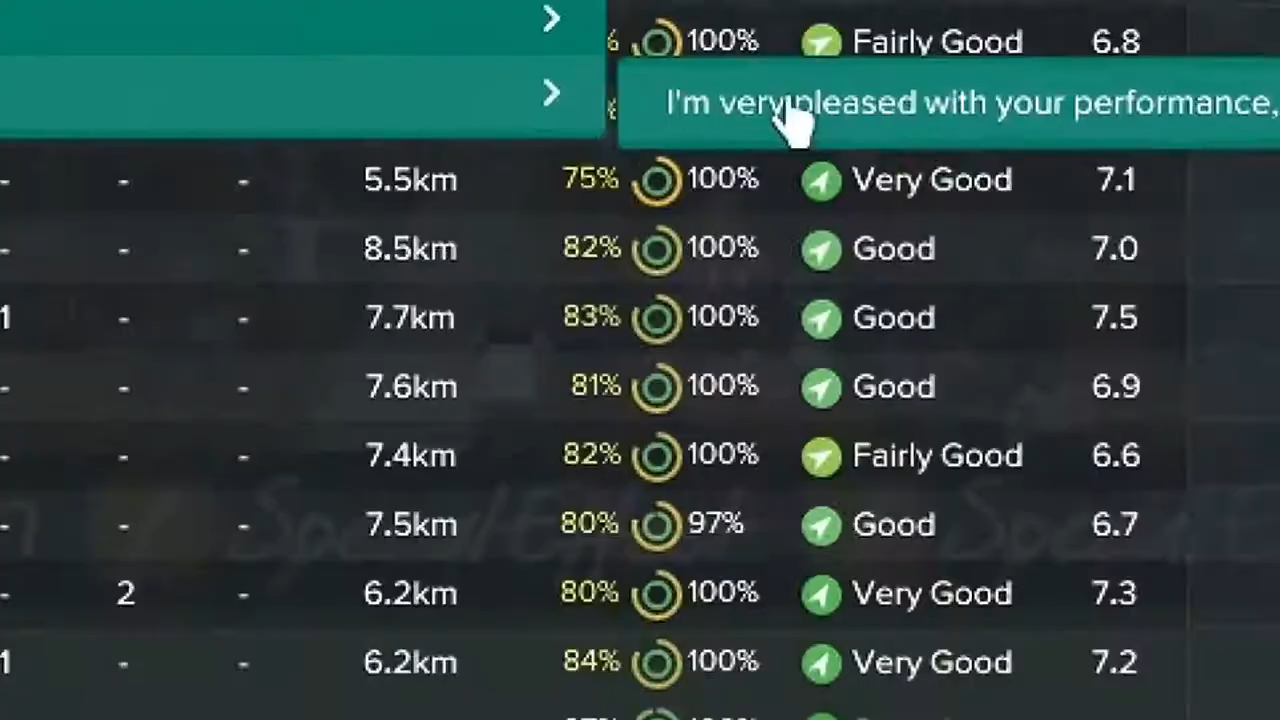 100% Fairly Good 6.8
I'm very pleased with your performance,
- - - 5.5km 75% 100% Very Good 7.1
- - - 8.5km 82% 100% Good 7.0
1 - - 7.7km 83% 100% Good 7.5
- - - 7.6km 81% 100% Good 6.9
- - - 7.4km 82% 100% Fairly Good 6.6
- - - 7.5km 80% 97% Good 6.7
- 2 - 6.2km 80% 100% Very Good 7.3
1 - - 6.2km 84% 100% Very Good 7.2